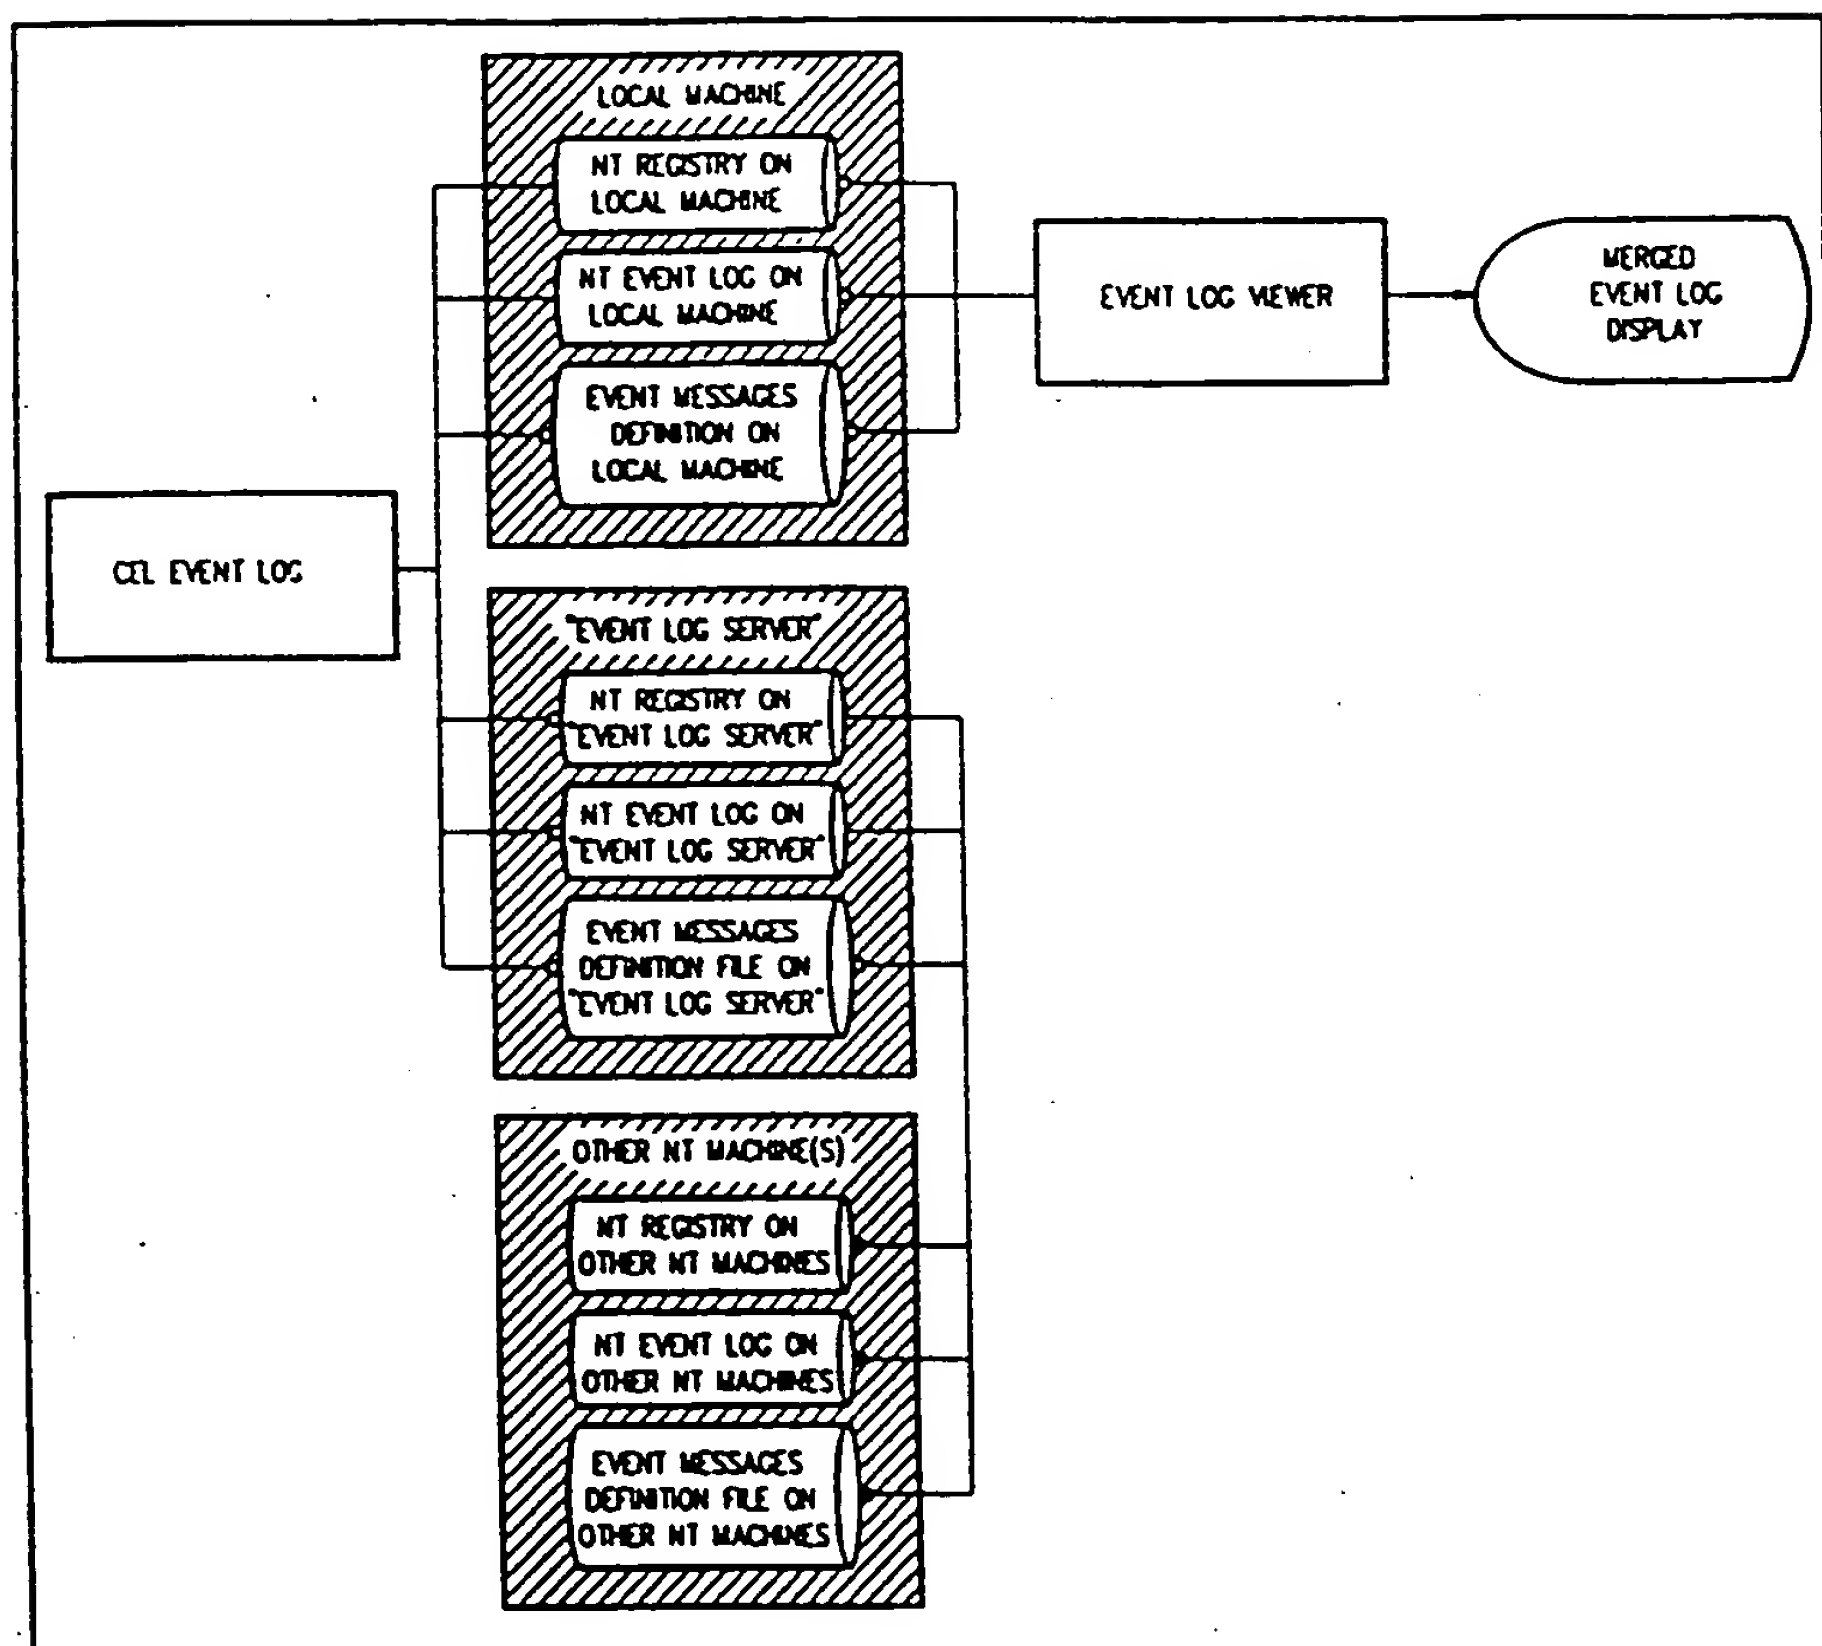 LOCAL MACHINE
NT REGISTRY ON
LOCAL MACHINE
NT EVENT LOG ON
LOCAL MACHINE
EVENT MESSAGES
DEFINITION ON
LOCAL MACHINE
EVENT LOG VIEWER
MERGED
EVENT LOG
DISPLAY
CEL EVENT LOG
"EVENT LOG SERVER"
NT REGISTRY ON
"EVENT LOG SERVER"
NT EVENT LOG ON
"EVENT LOG SERVER"
EVENT MESSAGES
DEFINITION FILE ON
"EVENT LOG SERVER"
OTHER NT MACHINE(S)
NT REGISTRY ON
OTHER NT MACHINES
NT EVENT LOG ON
OTHER NT MACHINES
EVENT MESSAGES
DEFINITION FILE ON
OTHER NT MACHINES